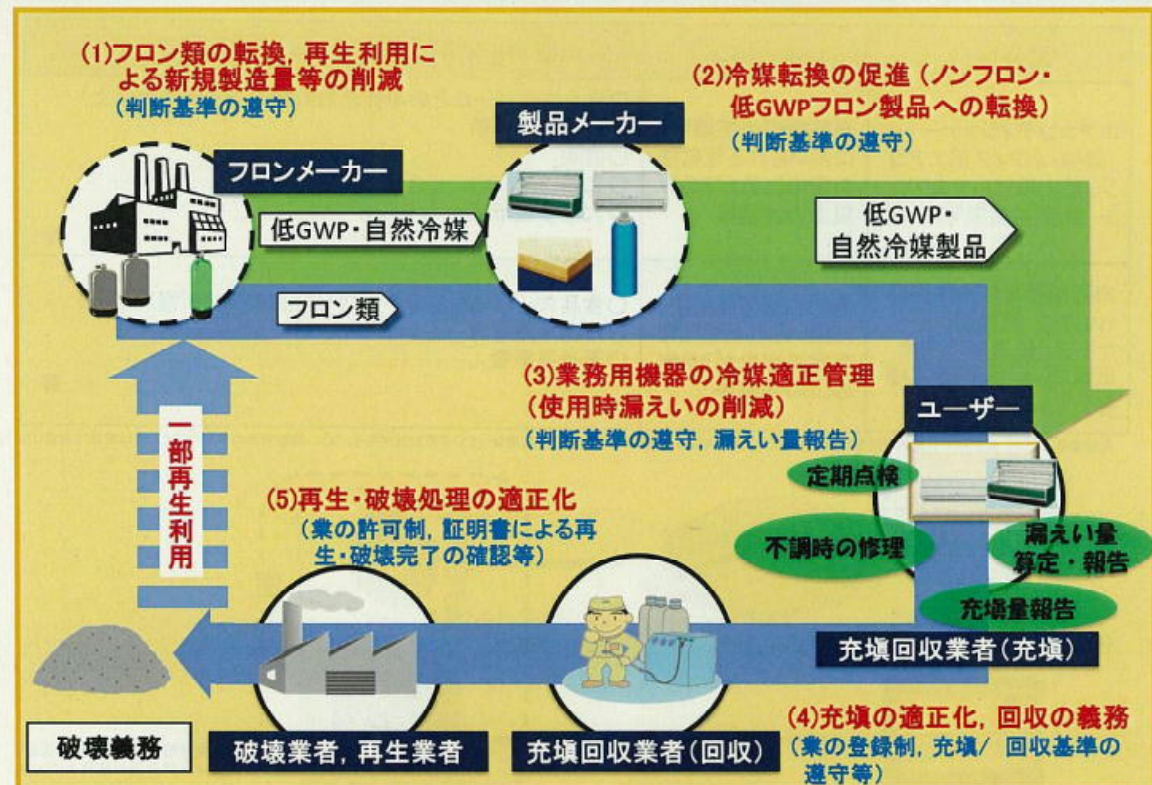 (1)フロン類の転換, 再生利用に
よる新規製造量等の削減
(判断基準の遵守)
(2)冷媒転換の促進 (ノンフロン・
低GWPフロン製品への転換)
(判断基準の遵守)
製品メーカー
フロンメーカー
低GWP・自然冷媒
低GWP・
自然冷媒製品
フロン類
(3)業務用機器の冷媒適正管理
(使用時漏えいの削減)
(判断基準の遵守, 漏えい量報告)
ユーザー
定期点検
不調時の修理
漏えい量
算定・報告
充塡量報告
充塡回収業者(充塡)
一部再生利用
(5)再生・破壊処理の適正化
(業の許可制, 証明書による再
生・破壊完了の確認等)
(4)充塡の適正化, 回収の義務
(業の登録制, 充塡/ 回収基準の
遵守等)
充塡回収業者(回収)
破壊業者, 再生業者
破壊義務